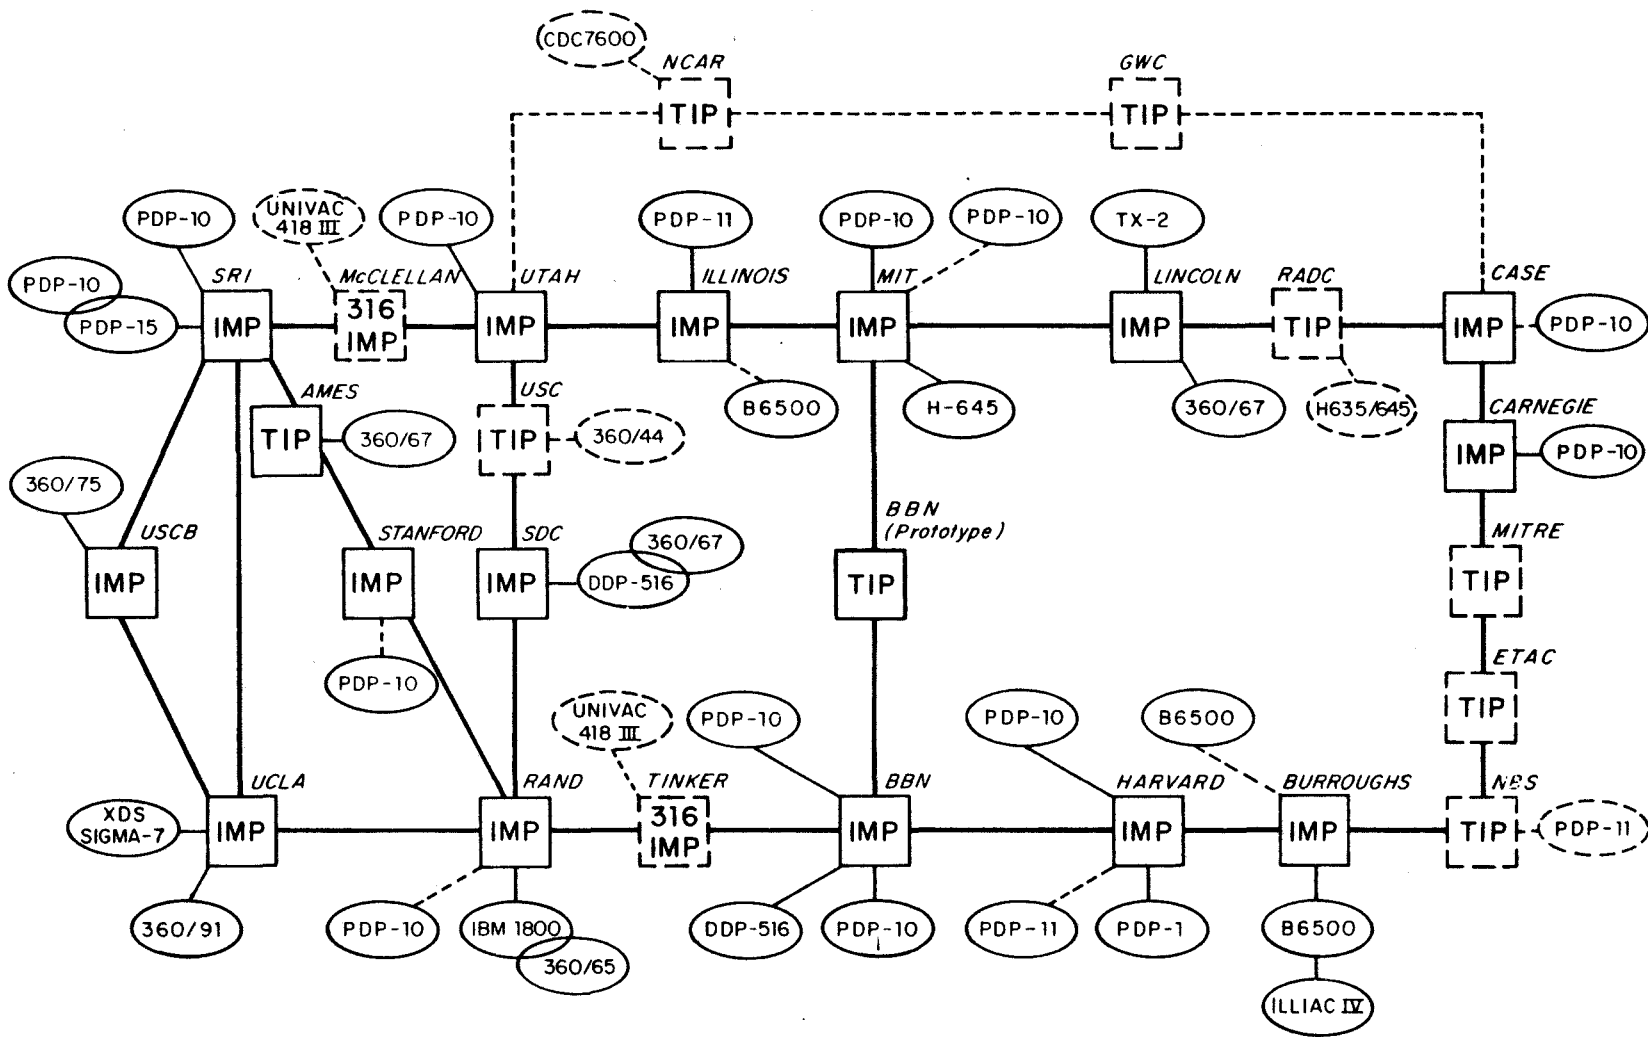 CDC7600
NCAR
TIP
GWC
TIP
PDP-10
UNIVAC
418 III
PDP-10
PDP-11
PDP-10
PDP-10
TX-2
PDP-10
PDP-15
SRI
IMP
McCLELLAN
316
IMP
UTAH
IMP
ILLINOIS
IMP
MIT
IMP
LINCOLN
IMP
RADC
TIP
CASE
IMP
PDP-10
AMES
TIP
360/67
USC
TIP
360/44
B6500
H-645
360/67
H635/645
CARNEGIE
IMP
PDP-10
360/75
USCB
IMP
STANFORD
IMP
PDP-10
SDC
IMP
360/67
DDP-516
BBN
(Prototype)
TIP
MITRE
TIP
ETAC
TIP
UNIVAC
418 III
PDP-10
PDP-10
B6500
XDS
SIGMA-7
UCLA
IMP
RAND
IMP
TINKER
316
IMP
BBN
IMP
HARVARD
IMP
BURROUGHS
IMP
NBS
TIP
PDP-11
360/91
PDP-10
IBM 1800
360/65
DDP-516
PDP-10
PDP-11
PDP-1
B6500
ILLIAC IV